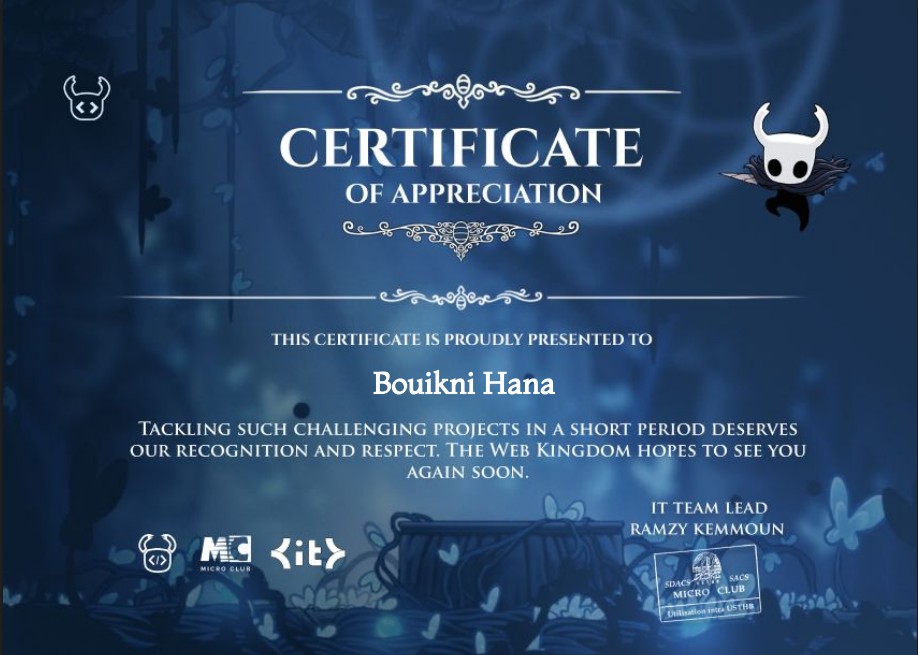 CERTIFICATE
OF APPRECIATION
THIS CERTIFICATE IS PROUDLY PRESENTED TO
Bouikni Hana
TACKLING SUCH CHALLENGING PROJECTS IN A SHORT PERIOD DESERVES
OUR RECOGNITION AND RESPECT. THE WEB KINGDOM HOPES TO SEE YOU
AGAIN SOON.
IT TEAM LEAD
RAMZY KEMMOUN
MC
MICRO CLUB
<it>
SDACS SACS
MICRO CLUB
Utilisation intra USTHB